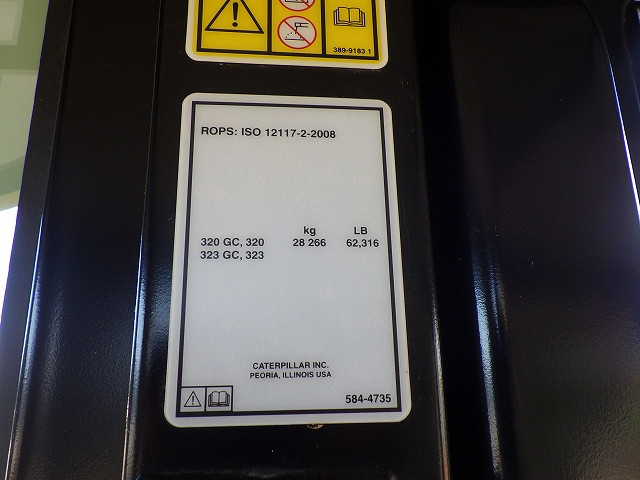 389-9183 1
ROPS: ISO 12117-2-2008
kg LB
320 GC, 320 28 266 62,316
323 GC, 323
CATERPILLAR INC.
PEORIA, ILLINOIS USA
584-4735